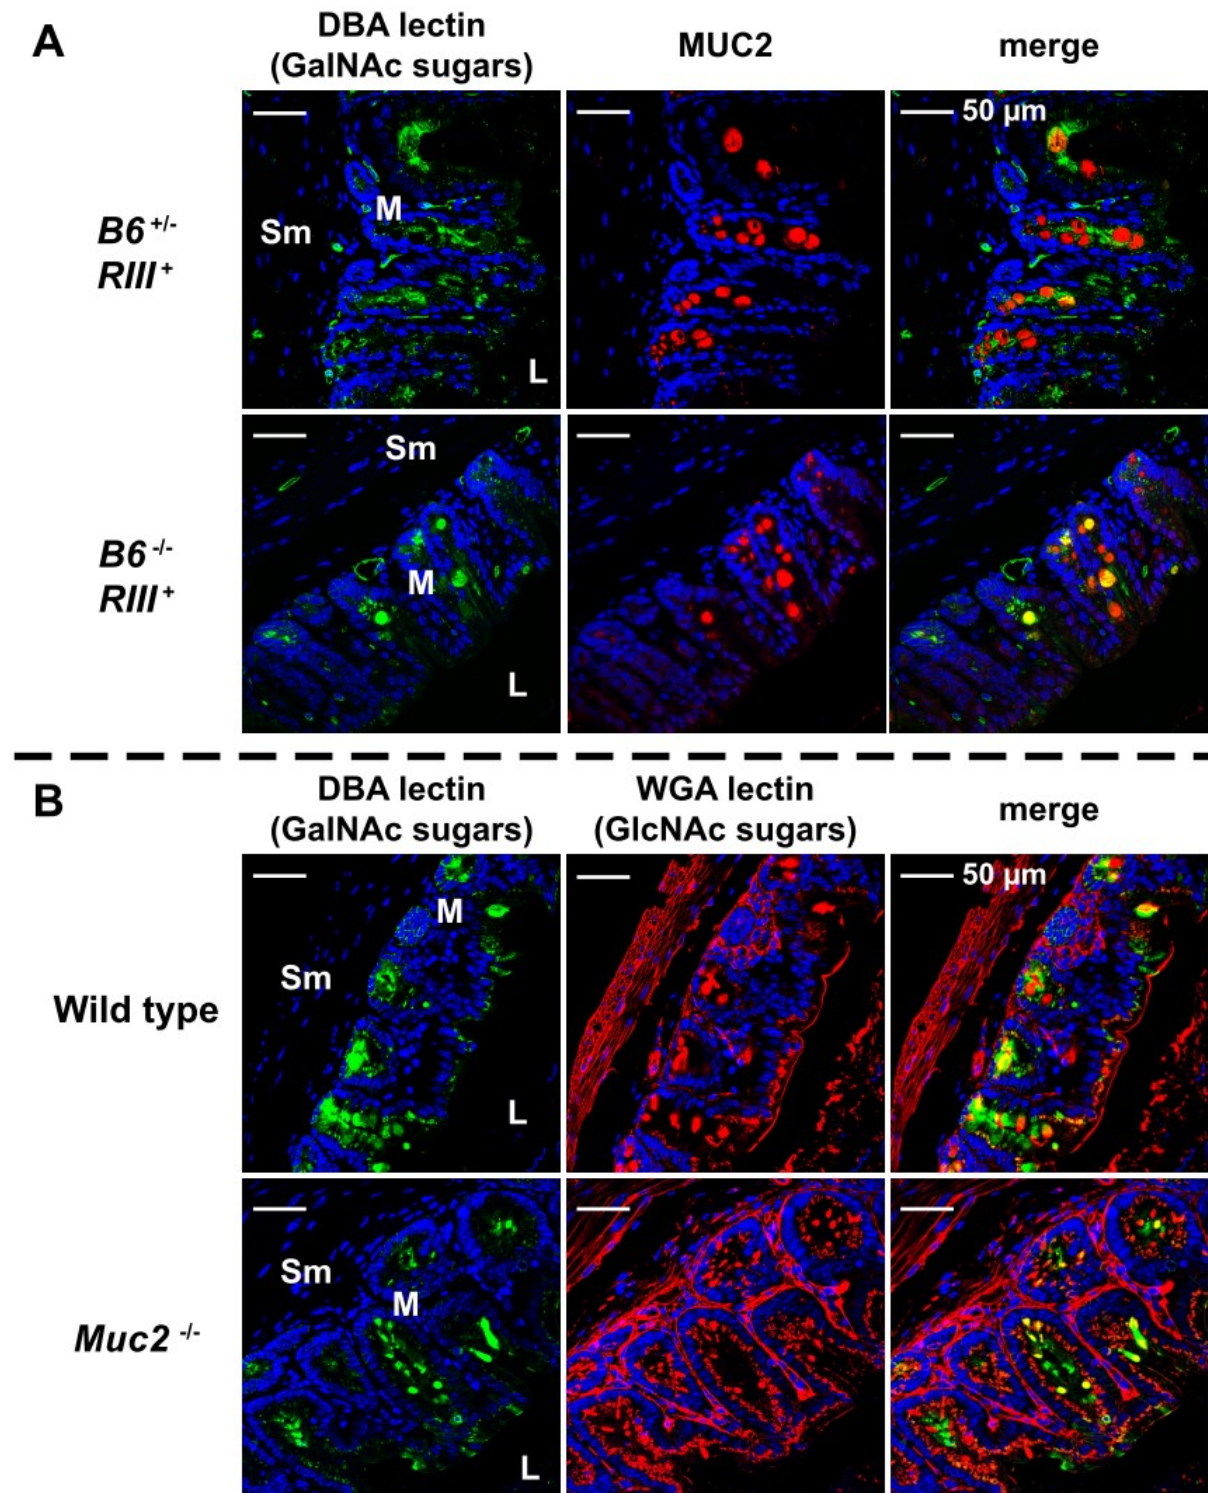 A
DBA lectin
(GalNAc sugars)
MUC2
merge
50 µm
B6 +/-
RIII +
M
Sm
L
B6 -/-
RIII +
Sm
M
L
B
DBA lectin
(GalNAc sugars)
WGA lectin
(GlcNAc sugars)
merge
50 µm
Wild type
M
Sm
L
Muc2 -/-
Sm
M
L